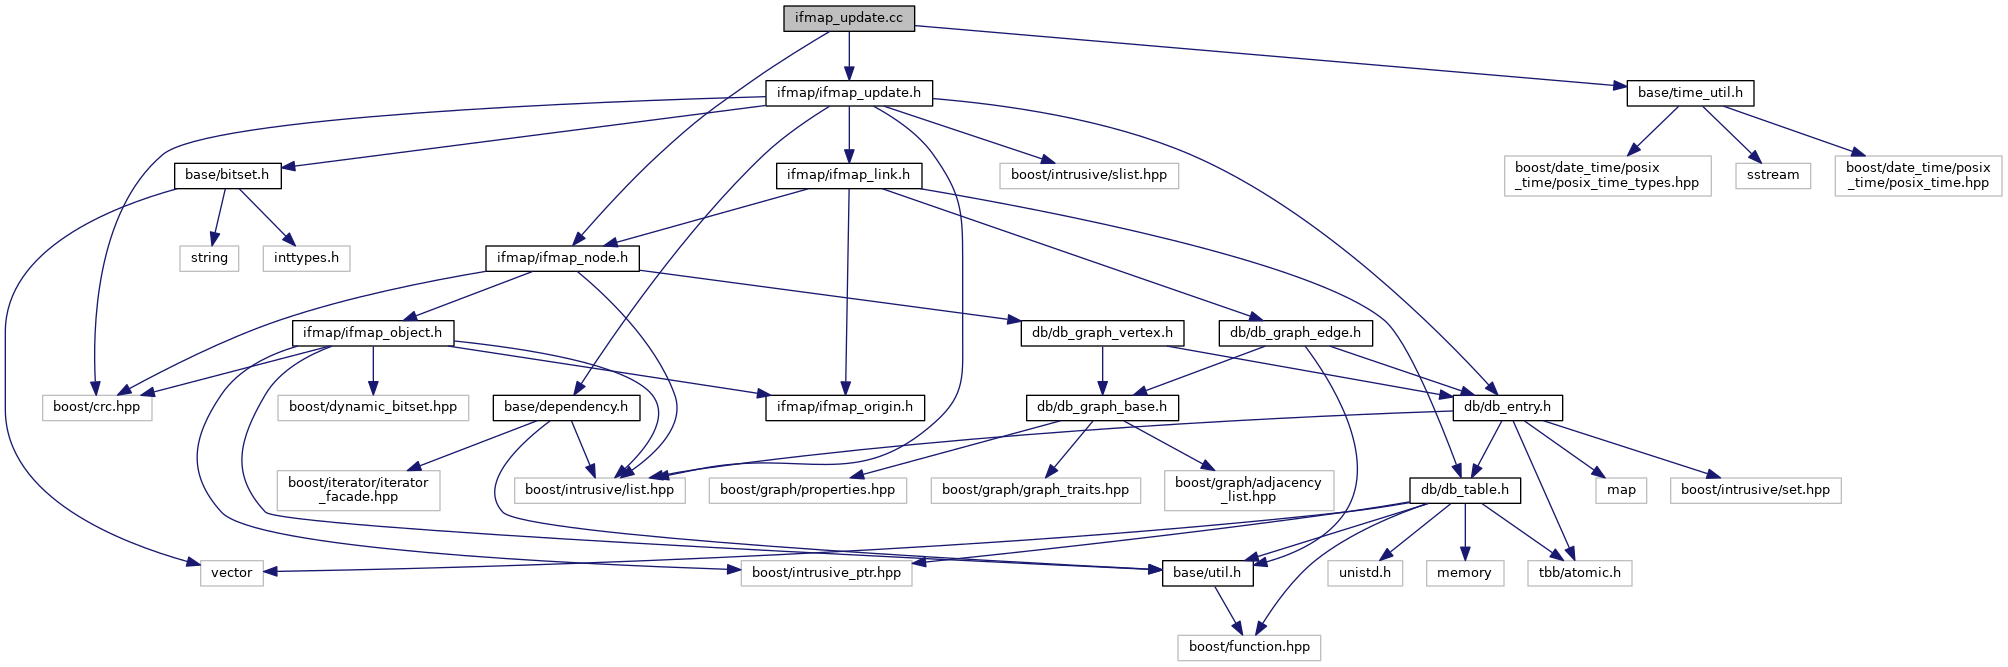 ifmap_update.cc
ifmap/ifmap_update.h
base/time_util.h
base/bitset.h
ifmap/ifmap_link.h
boost/intrusive/slist.hpp
boost/date_time/posix
_time/posix_time_types.hpp
sstream
boost/date_time/posix
_time/posix_time.hpp
string
inttypes.h
ifmap/ifmap_node.h
ifmap/ifmap_object.h
db/db_graph_vertex.h
db/db_graph_edge.h
boost/crc.hpp
boost/dynamic_bitset.hpp
base/dependency.h
ifmap/ifmap_origin.h
db/db_graph_base.h
db/db_entry.h
boost/iterator/iterator
_facade.hpp
boost/intrusive/list.hpp
boost/graph/properties.hpp
boost/graph/graph_traits.hpp
boost/graph/adjacency
_list.hpp
db/db_table.h
map
boost/intrusive/set.hpp
vector
boost/intrusive_ptr.hpp
base/util.h
unistd.h
memory
tbb/atomic.h
boost/function.hpp